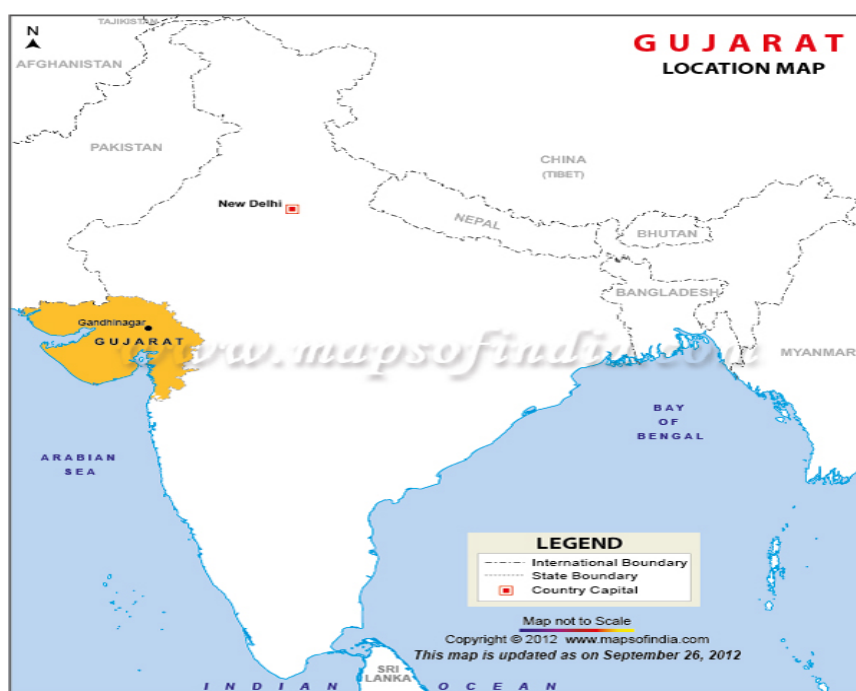 TAJIKISTAN
N
GUJARAT
LOCATION MAP
AFGHANISTAN
PAKISTAN
CHINA
(TIBET)
New Delhi
NEPAL
BHUTAN
BANGLADESH
Gandhinagar
GUJARAT
www.mapsofindia.com
MYANMAR
BAY
OF
BENGAL
ARABIAN
SEA
LEGEND
International Boundary
State Boundary
Country Capital
Map not to Scale
Copyright © 2012 www.mapsofindia.com
This map is updated as on September 26, 2012
SRI
LANKA
INDIAN OCEAN